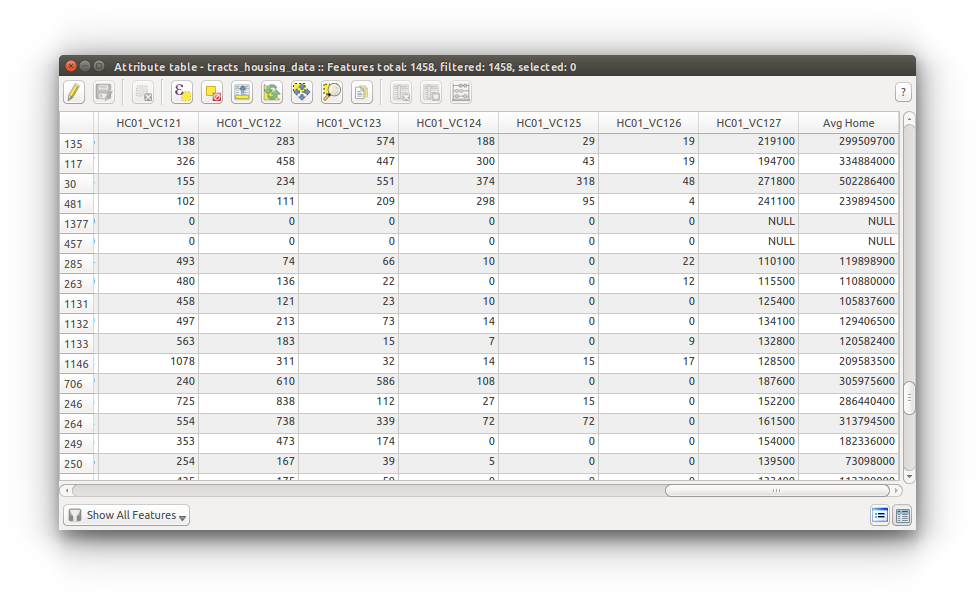 Attribute table - tracts_housing_data :: Features total: 1458, filtered: 1458, selected: 0
ε ?
HC01_VC121 HC01_VC122 HC01_VC123 HC01_VC124 HC01_VC125 HC01_VC126 HC01_VC127 Avg Home
135 138 283 574 188 29 19 219100 299509700
117 326 458 447 300 43 19 194700 334884000
30 155 234 551 374 318 48 271800 502286400
481 102 111 209 298 95 4 241100 239894500
1377 0 0 0 0 0 0 NULL NULL
457 0 0 0 0 0 0 NULL NULL
285 493 74 66 10 0 22 110100 119898900
263 480 136 22 0 0 12 115500 110880000
1131 458 121 23 10 0 0 125400 105837600
1132 497 213 73 14 0 0 134100 129406500
1133 563 183 15 7 0 9 132800 120582400
1146 1078 311 32 14 15 17 128500 209583500
706 240 610 586 108 0 0 187600 305975600
246 725 838 112 27 15 0 152200 286440400
264 554 738 339 72 72 0 161500 313794500
249 353 473 174 0 0 0 154000 182336000
250 254 167 39 5 0 0 139500 73098000
Show All Features